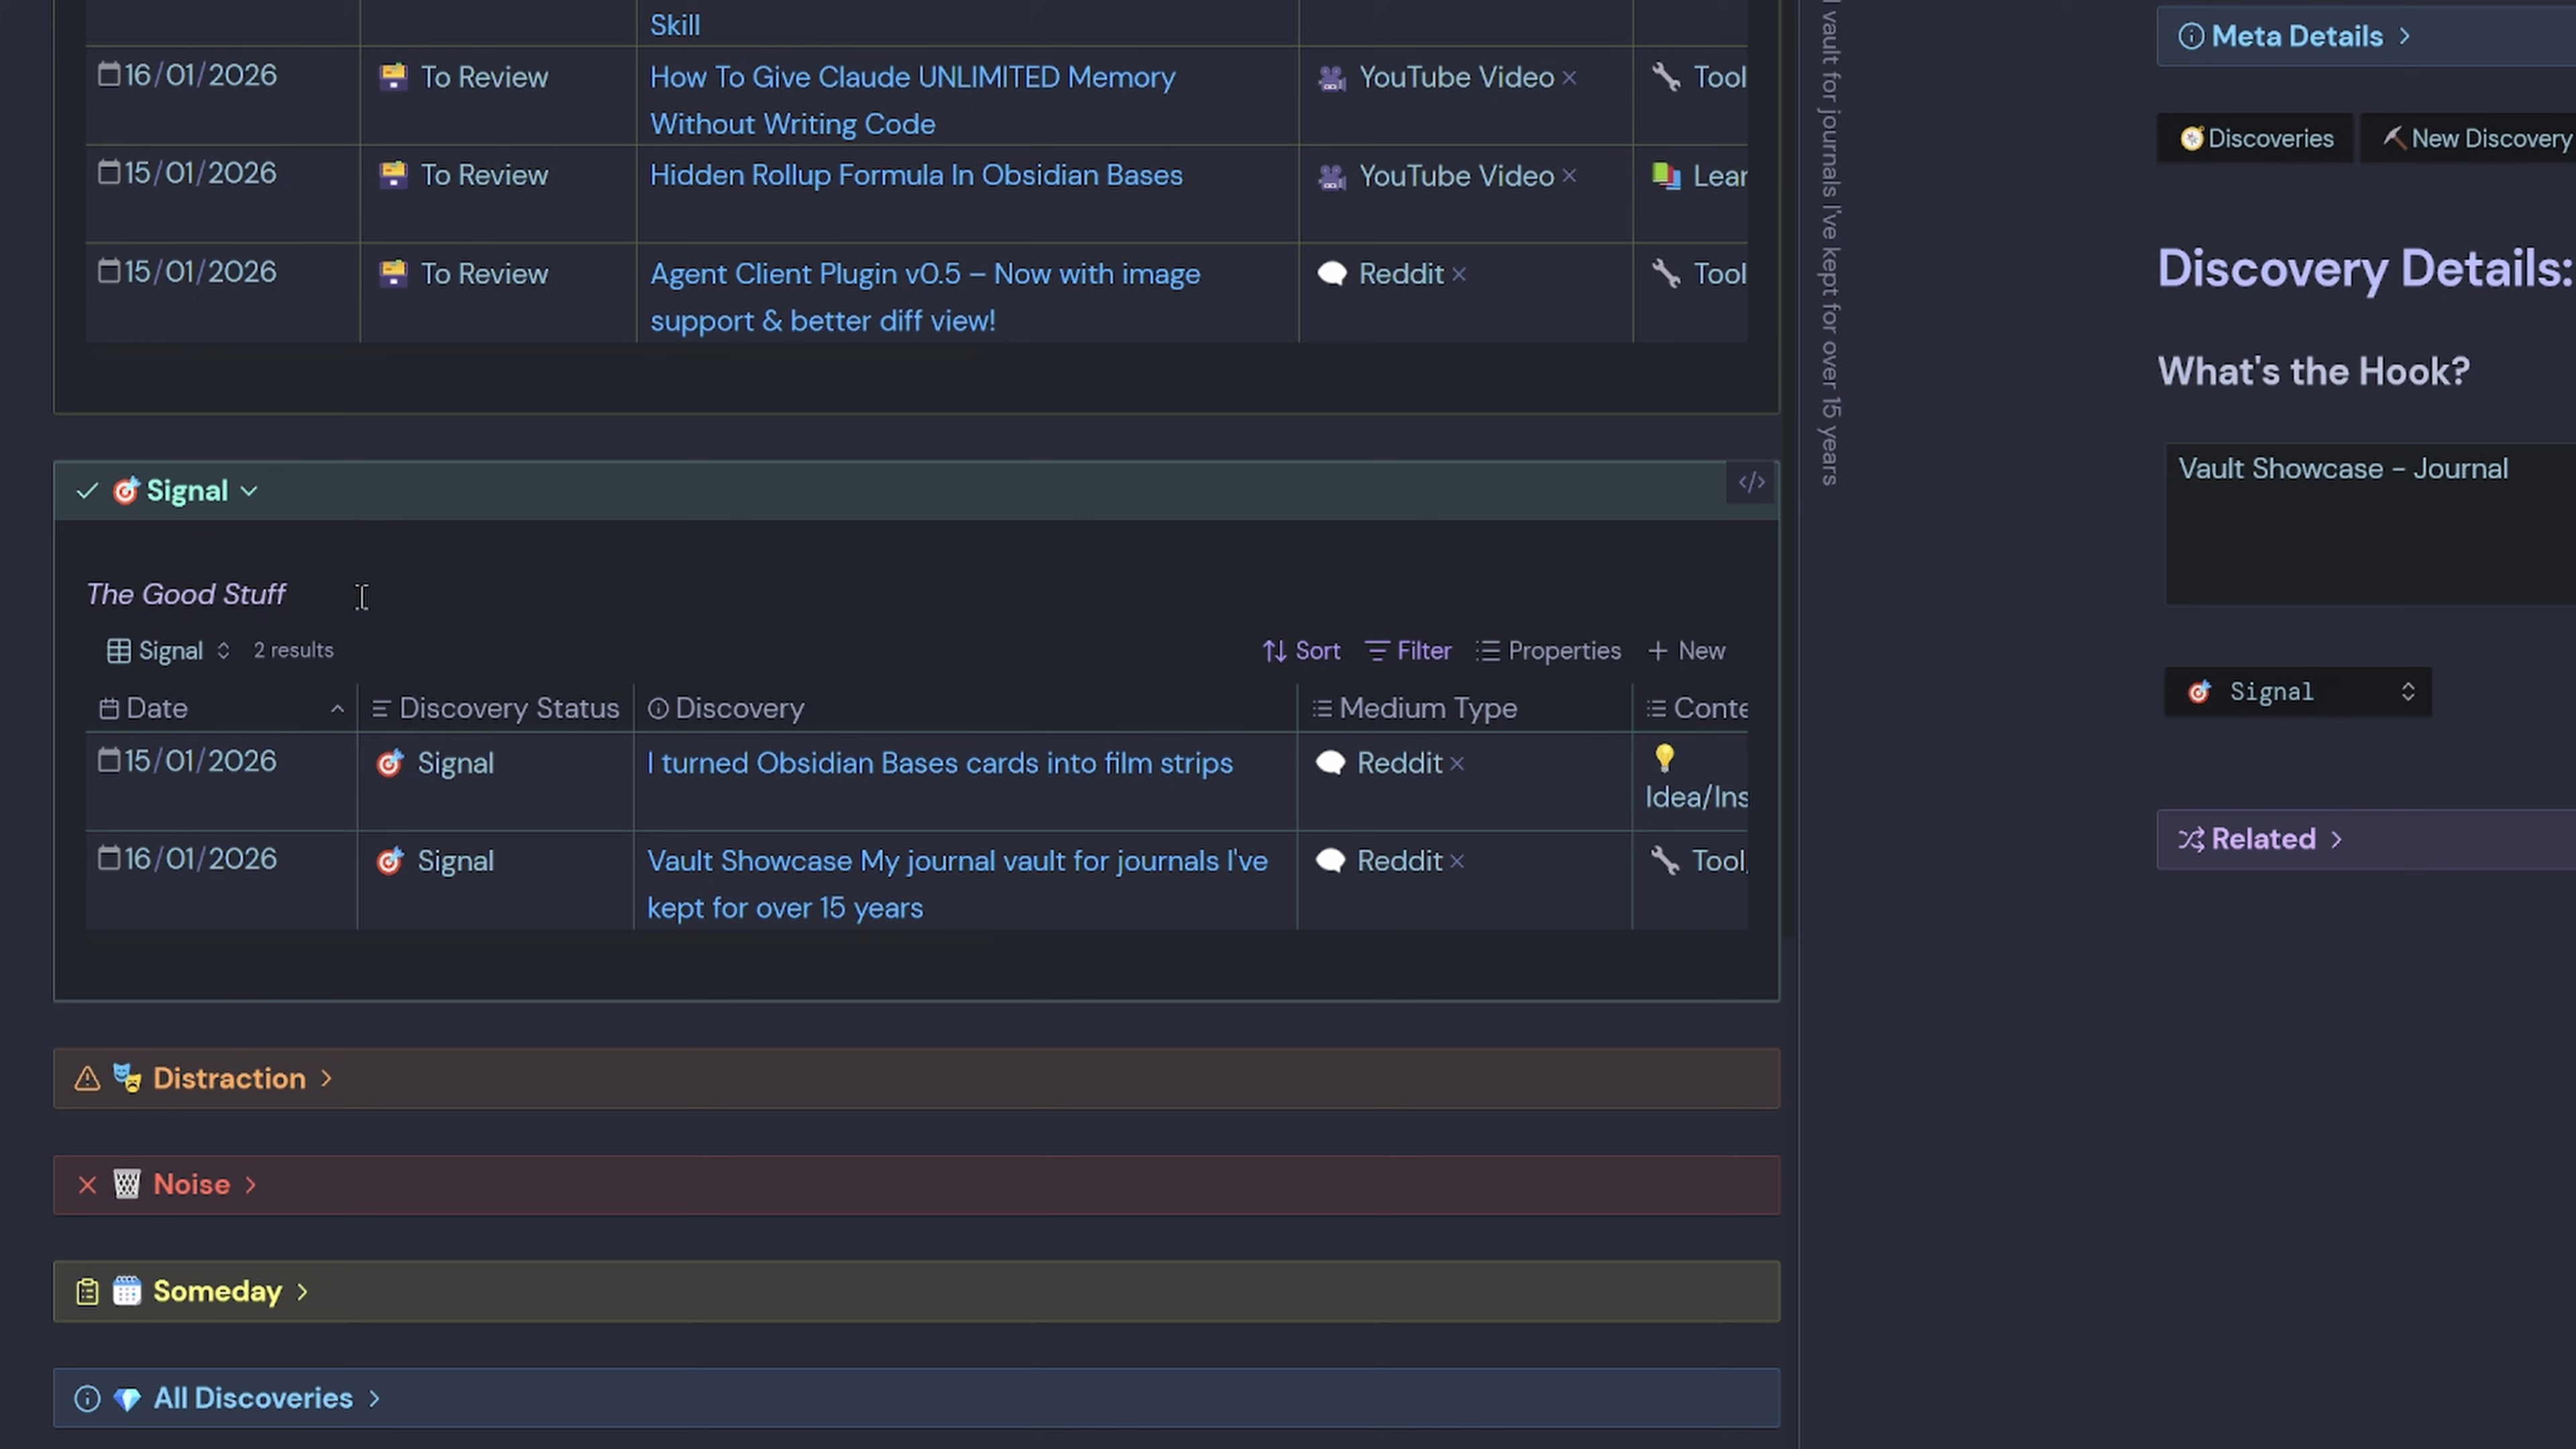 Skill
16/01/2026 To Review How To Give Claude UNLIMITED Memory YouTube Video × Tool
Without Writing Code
15/01/2026 To Review Hidden Rollup Formula In Obsidian Bases YouTube Video × Lear
15/01/2026 To Review Agent Client Plugin v0.5 – Now with image Reddit × Tool
support & better diff view!
Signal
The Good Stuff
Signal 2 results Sort Filter Properties + New
Date Discovery Status Discovery Medium Type Conte
15/01/2026 Signal I turned Obsidian Bases cards into film strips Reddit ×
Idea/Ins
16/01/2026 Signal Vault Showcase My journal vault for journals I've Reddit × Tool,
kept for over 15 years
Distraction
Noise
Someday
All Discoveries
l vault for journals I've kept for over 15 years
Meta Details
Discoveries New Discovery
Discovery Details:
What's the Hook?
Vault Showcase - Journal
Signal
Related